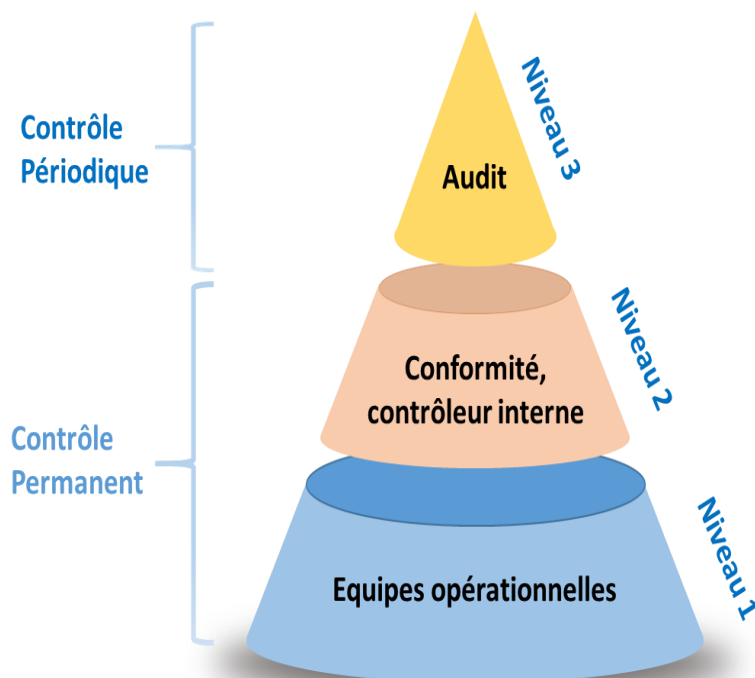 Contrôle
Périodique
Audit
Niveau 3
Conformité,
contrôleur interne
Niveau 2
Contrôle
Permanent
Equipes opérationnelles
Niveau 1